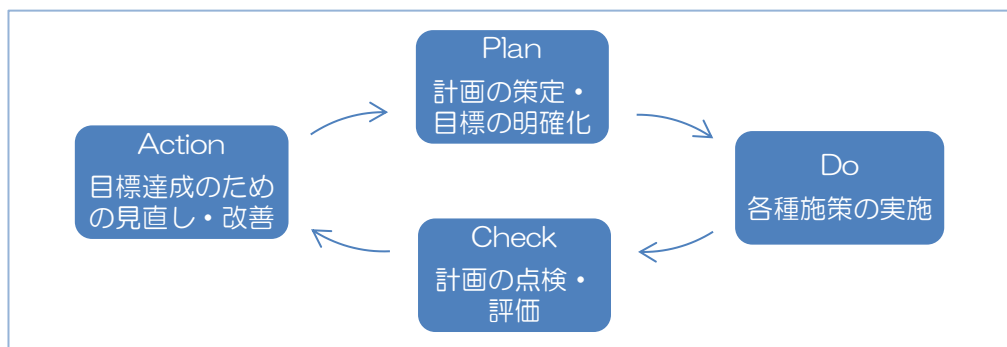 Plan
計画の策定・
目標の明確化
Action
目標達成のため
の見直し・改善
Do
各種施策の実施
Check
計画の点検・
評価